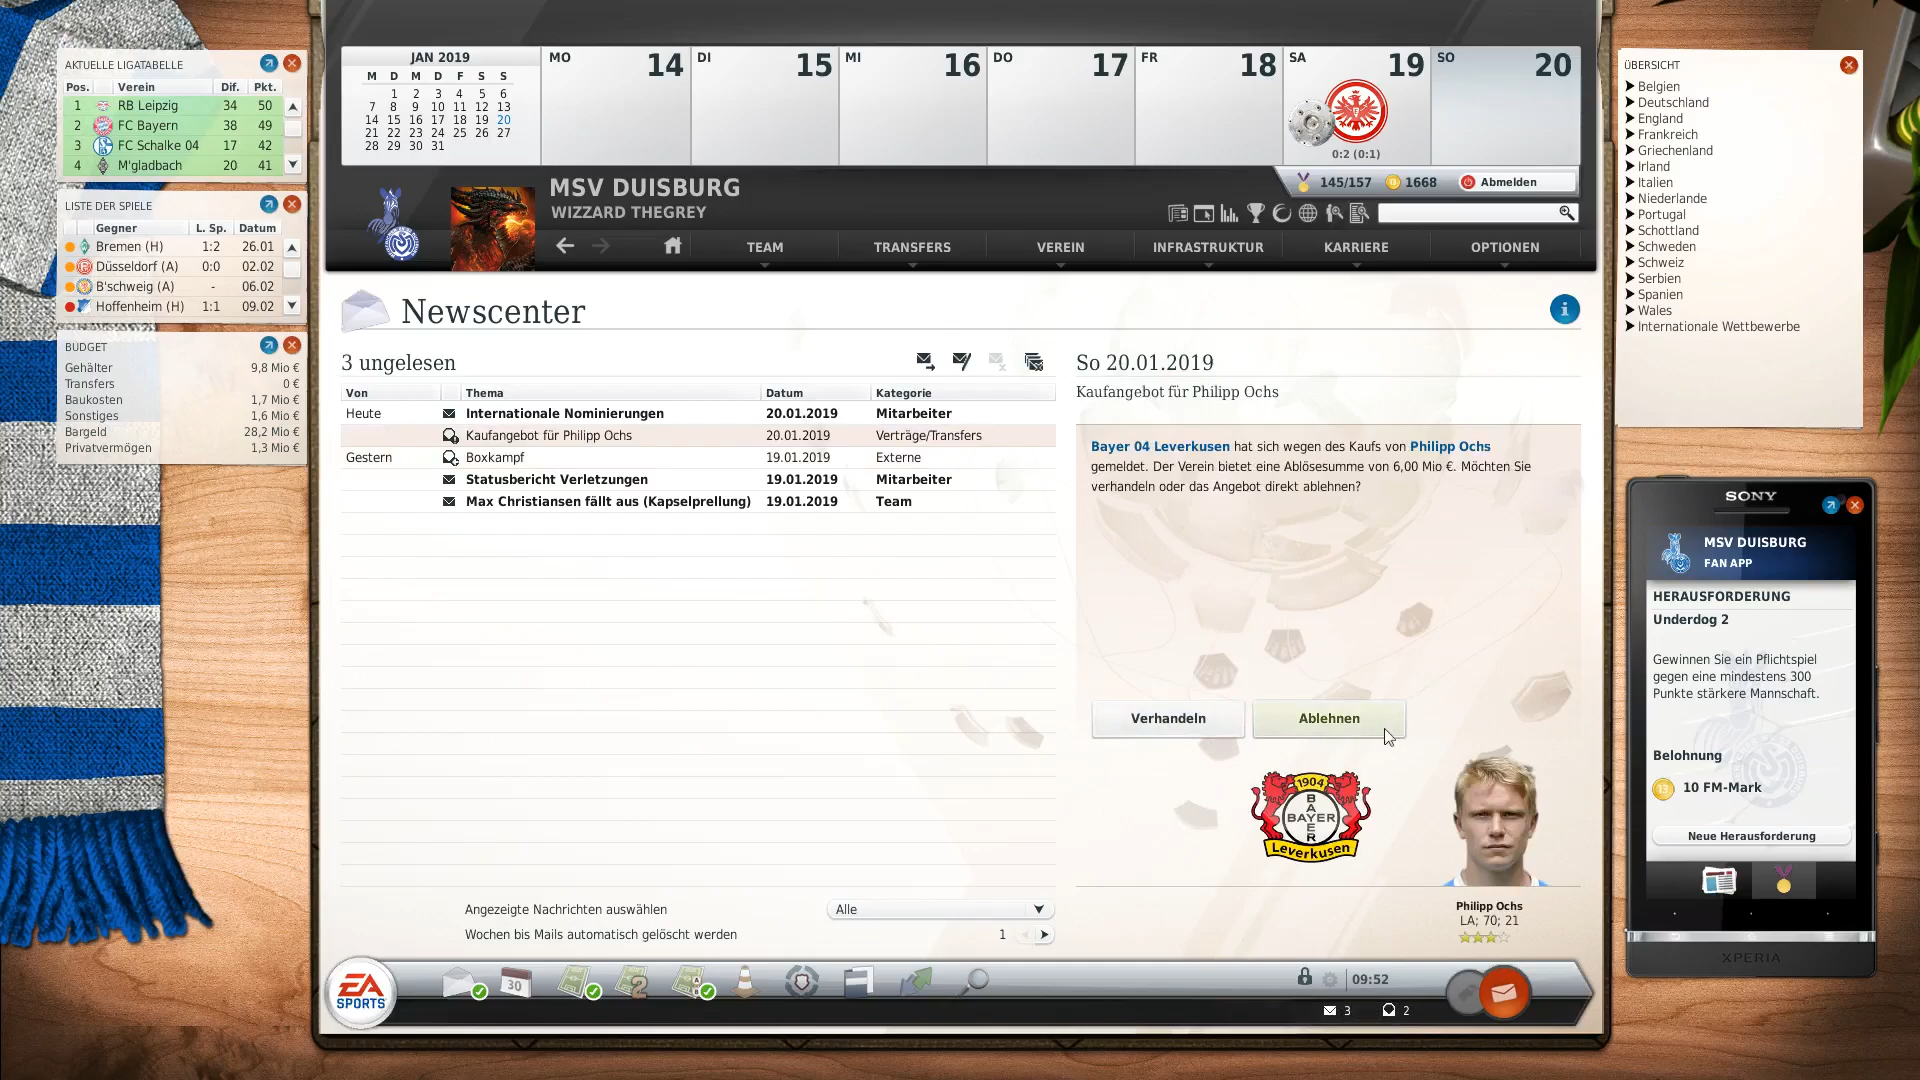 AKTUELLE LIGATABELLE
Pos. Verein Dif. Pkt.
1 RB Leipzig 34 50
2 FC Bayern 38 49
3 FC Schalke 04 17 42
4 M'gladbach 20 41
LISTE DER SPIELE
Gegner L. Sp. Datum
Bremen (H) 1:2 26.01
Düsseldorf (A) 0:0 02.02
B'schweig (A) - 06.02
Hoffenheim (H) 1:1 09.02
BUDGET
Gehälter 9,8 Mio €
Transfers 0 €
Baukosten 1,7 Mio €
Sonstiges 1,6 Mio €
Bargeld 28,2 Mio €
Privatvermögen 1,3 Mio €
JAN 2019
M D M D F S S
1 2 3 4 5 6
7 8 9 10 11 12 13
14 15 16 17 18 19 20
21 22 23 24 25 26 27
28 29 30 31
MO 14
DI 15
MI 16
DO 17
FR 18
SA 19
0:2 (0:1)
SO 20
MSV DUISBURG
WIZZARD THEGREY
145/157 1668 Abmelden
TEAM TRANSFERS VEREIN INFRASTRUKTUR KARRIERE OPTIONEN
Newscenter
3 ungelesen
Von Thema Datum Kategorie
Heute Internationale Nominierungen 20.01.2019 Mitarbeiter
Kaufangebot für Philipp Ochs 20.01.2019 Verträge/Transfers
Gestern Boxkampf 19.01.2019 Externe
Statusbericht Verletzungen 19.01.2019 Mitarbeiter
Max Christiansen fällt aus (Kapselprellung) 19.01.2019 Team
Angezeigte Nachrichten auswählen Alle
Wochen bis Mails automatisch gelöscht werden 1
So 20.01.2019
Kaufangebot für Philipp Ochs
Bayer 04 Leverkusen hat sich wegen des Kaufs von Philipp Ochs
gemeldet. Der Verein bietet eine Ablösesumme von 6,00 Mio €. Möchten Sie
verhandeln oder das Angebot direkt ablehnen?
Verhandeln Ablehnen
1904
BAYER
BAYER
Leverkusen
Philipp Ochs
LA; 70; 21
EA
SPORTS
30
2
09:52
3 2
ÜBERSICHT
Belgien
Deutschland
England
Frankreich
Griechenland
Irland
Italien
Niederlande
Portugal
Schottland
Schweden
Schweiz
Serbien
Spanien
Wales
Internationale Wettbewerbe
SONY
MSV DUISBURG
FAN APP
HERAUSFORDERUNG
Underdog 2
Gewinnen Sie ein Pflichtspiel
gegen eine mindestens 300
Punkte stärkere Mannschaft.
Belohnung
13 10 FM-Mark
Neue Herausforderung
XPERIA